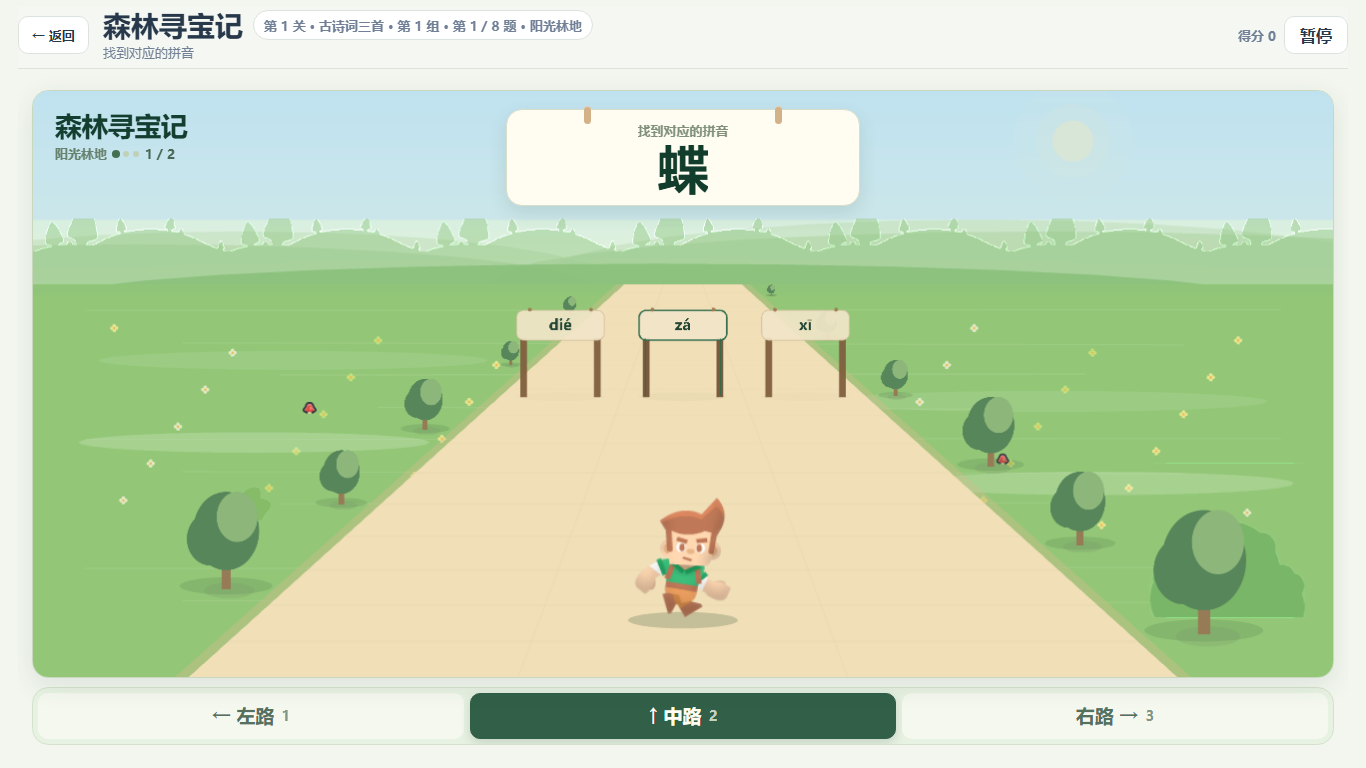 ← 返回
森林寻宝记
第 1 关 • 古诗词三首 • 第 1 组 • 第 1 / 8 题 • 阳光林地
找到对应的拼音
得分 0
暂停
森林寻宝记
阳光林地 1 / 2
找到对应的拼音
蝶
dié
zá
xī
← 左路 1
↑ 中路 2
右路 → 3